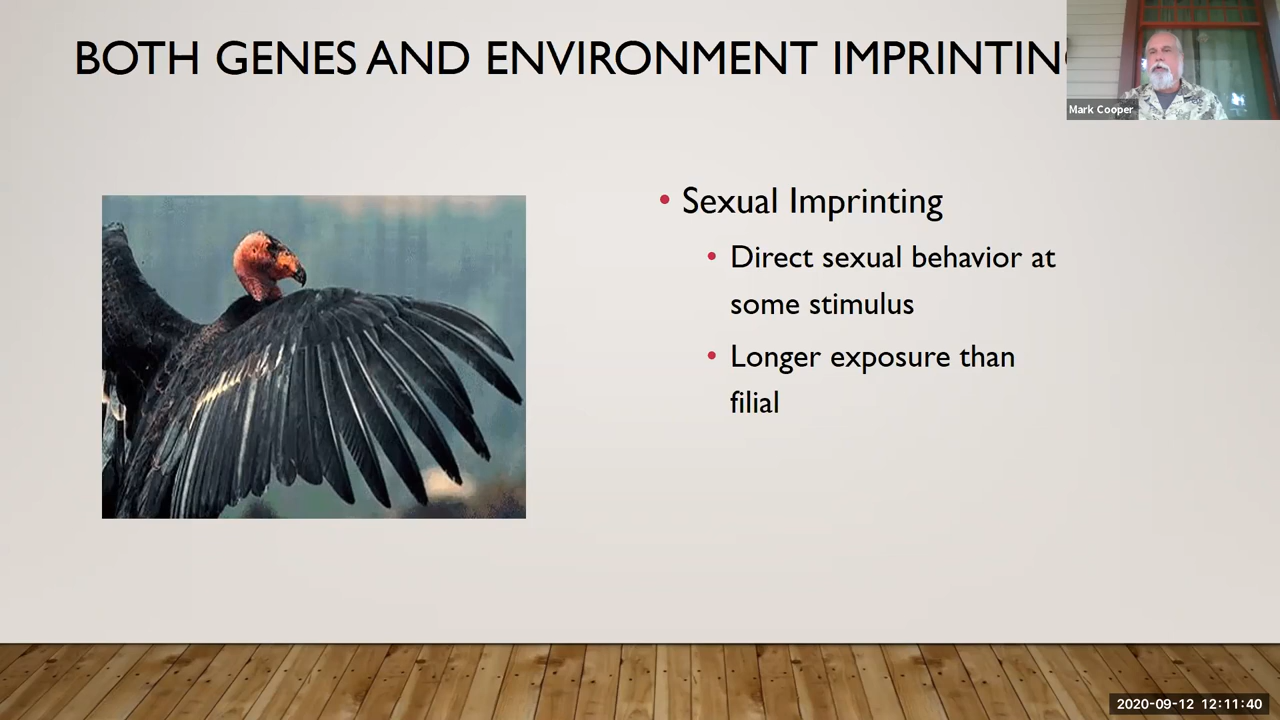 BOTH GENES AND ENVIRONMENT IMPRINTING
Mark Cooper
• Sexual Imprinting
• Direct sexual behavior at
some stimulus
• Longer exposure than
filial
2020-09-12 12:11:40